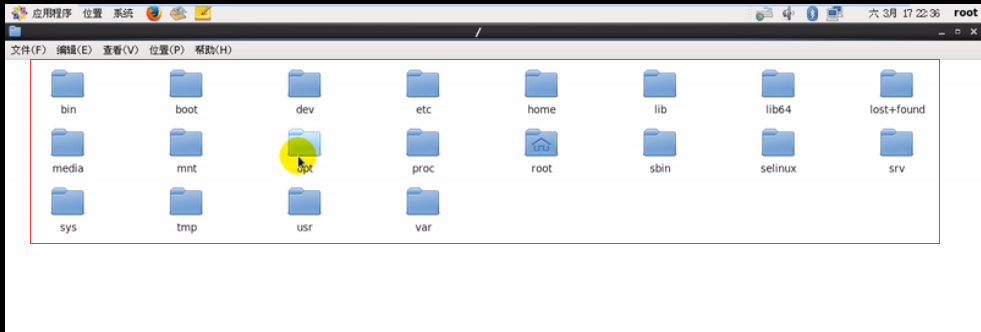 应用程序 位置 系统 六 3月 17 22:36 root
/
文件(F) 编辑(E) 查看(V) 位置(P) 帮助(H)
bin boot dev etc home lib lib64 lost+found
media mnt opt proc root sbin selinux srv
sys tmp usr var